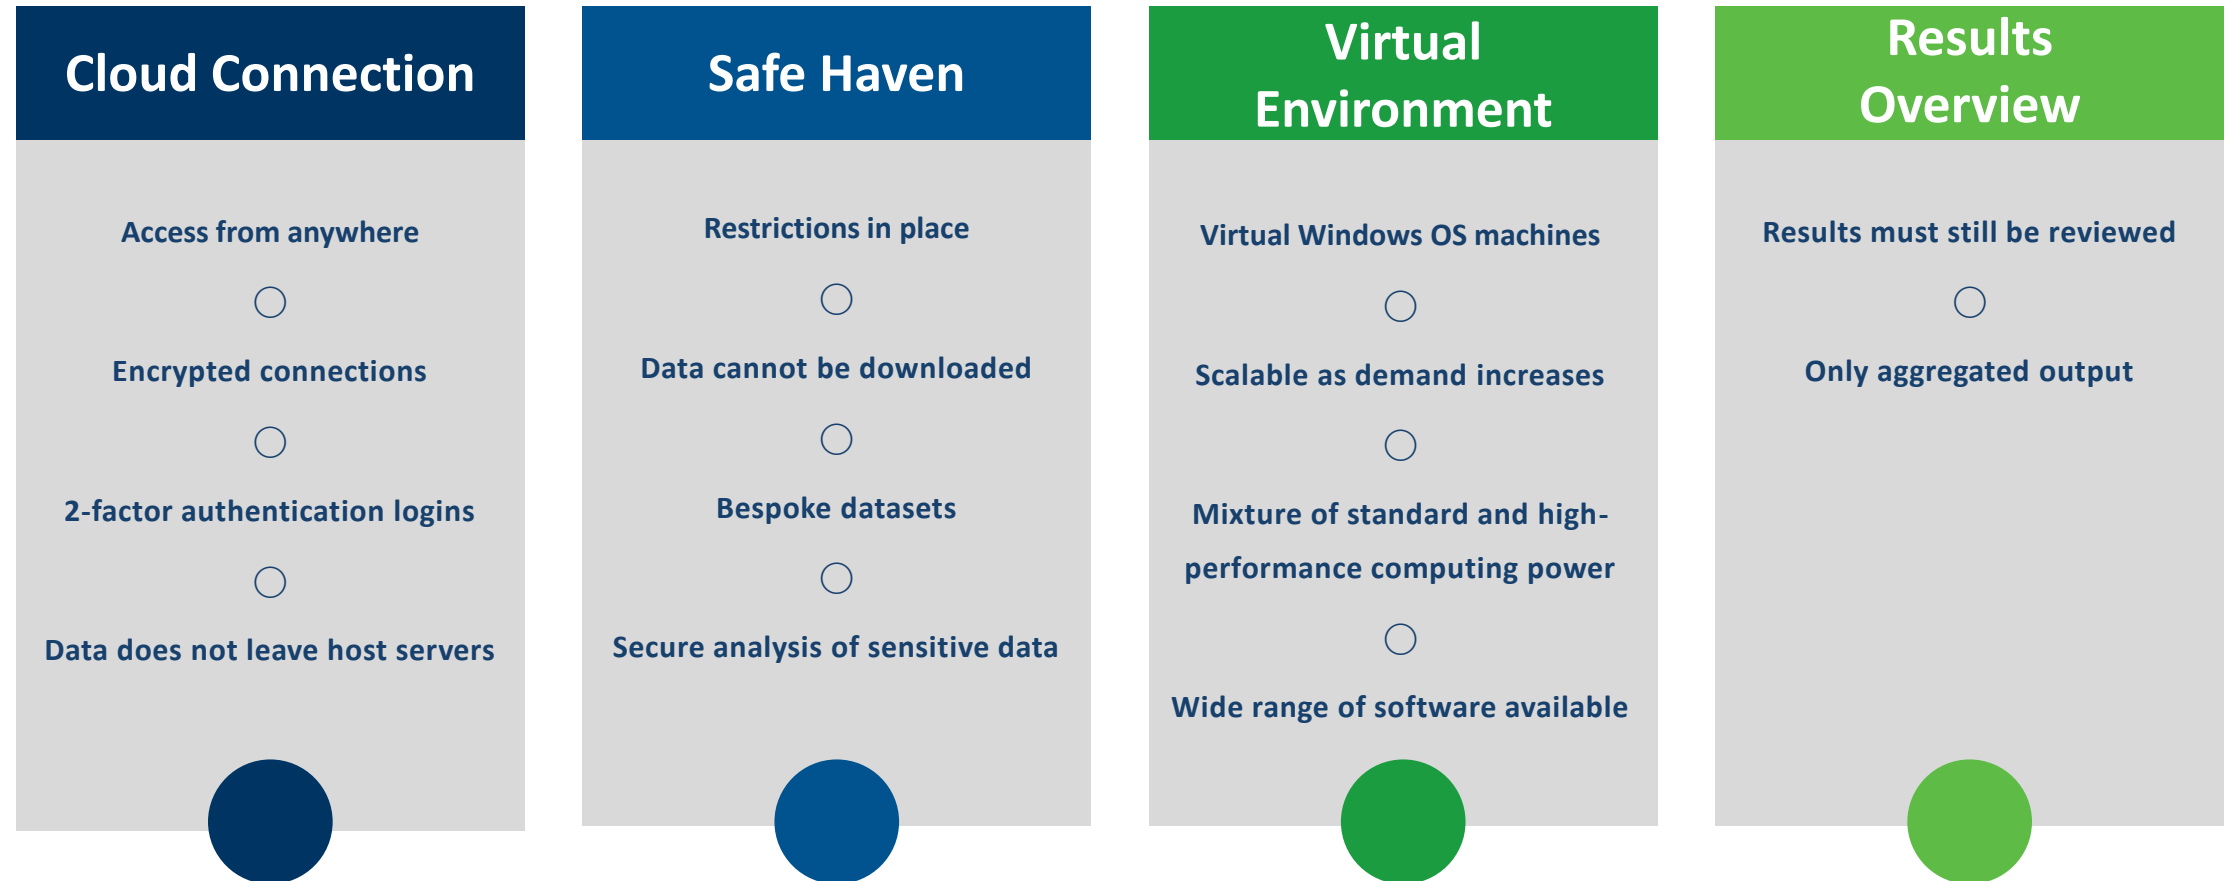 Cloud Connection
Access from anywhere
Encrypted connections
2-factor authentication logins
Data does not leave host servers
Safe Haven
Restrictions in place
Data cannot be downloaded
Bespoke datasets
Secure analysis of sensitive data
Virtual
Environment
Virtual Windows OS machines
Scalable as demand increases
Mixture of standard and high-
performance computing power
Wide range of software available
Results
Overview
Results must still be reviewed
Only aggregated output